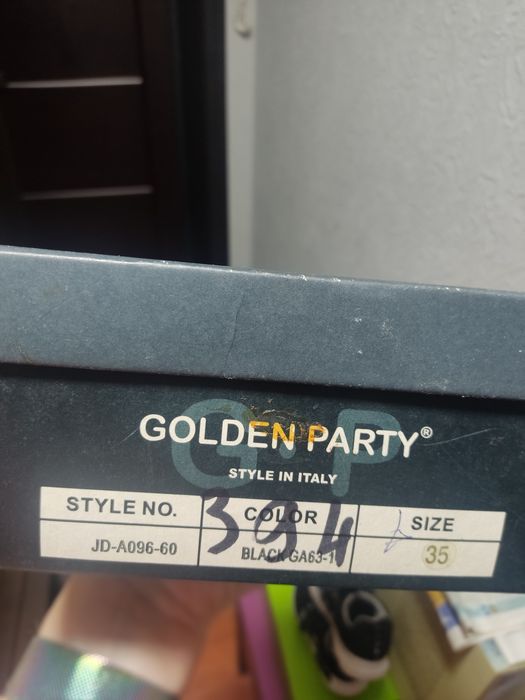 G P
GOLDEN PARTY®
STYLE IN ITALY
STYLE NO. COLOR SIZE
JD-A096-60 BLACK GA63-1 35
394